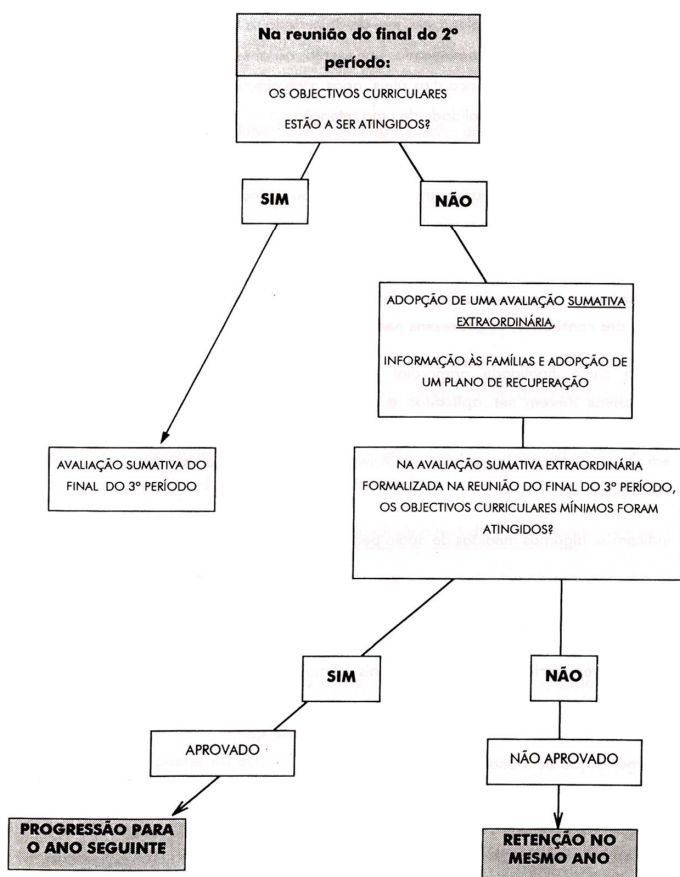 Na reunião do final do 2º
período:
OS OBJECTIVOS CURRICULARES
ESTÃO A SER ATINGIDOS?
SIM
NÃO
ADOPÇÃO DE UMA AVALIAÇÃO SUMATIVA
EXTRAORDINÁRIA,
INFORMAÇÃO ÀS FAMÍLIAS E ADOPÇÃO DE
UM PLANO DE RECUPERAÇÃO
AVALIAÇÃO SUMATIVA DO
FINAL DO 3º PERÍODO
NA AVALIAÇÃO SUMATIVA EXTRAORDINÁRIA
FORMALIZADA NA REUNIÃO DO FINAL DO 3º PERÍODO,
OS OBJECTIVOS CURRICULARES MÍNIMOS FORAM
ATINGIDOS?
SIM
NÃO
APROVADO
NÃO APROVADO
PROGRESSÃO PARA
O ANO SEGUINTE
RETENÇÃO NO
MESMO ANO